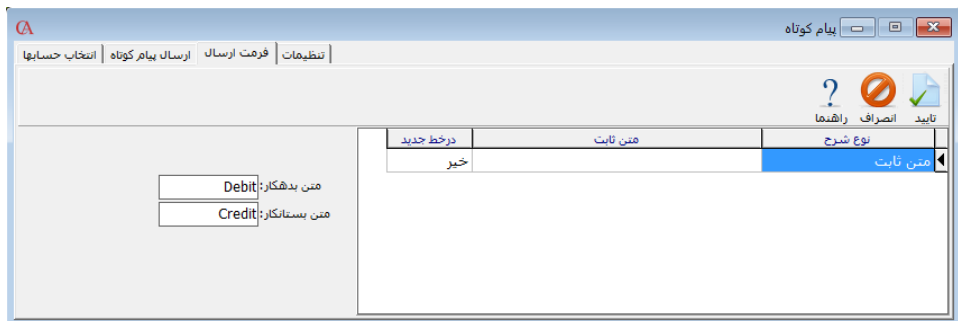 پیام کوتاه
انتخاب حسابها ارسال پیام کوتاه فرمت ارسال تنظیمات
تایید انصراف راهنما
نوع شرح متن ثابت درخط جدید
متن ثابت خیر
متن بدهکار: Debit
متن بستانکار: Credit